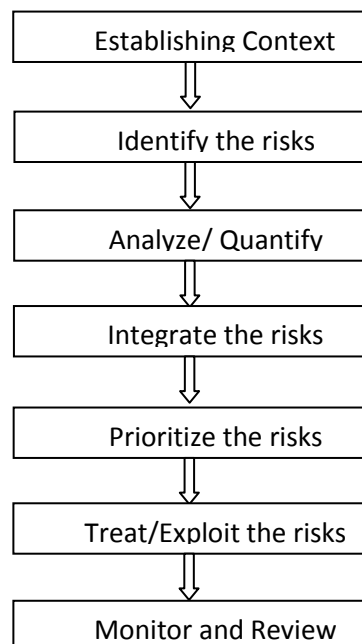 Establishing Context
Identify the risks
Analyze/ Quantify
Integrate the risks
Prioritize the risks
Treat/Exploit the risks
Monitor and Review